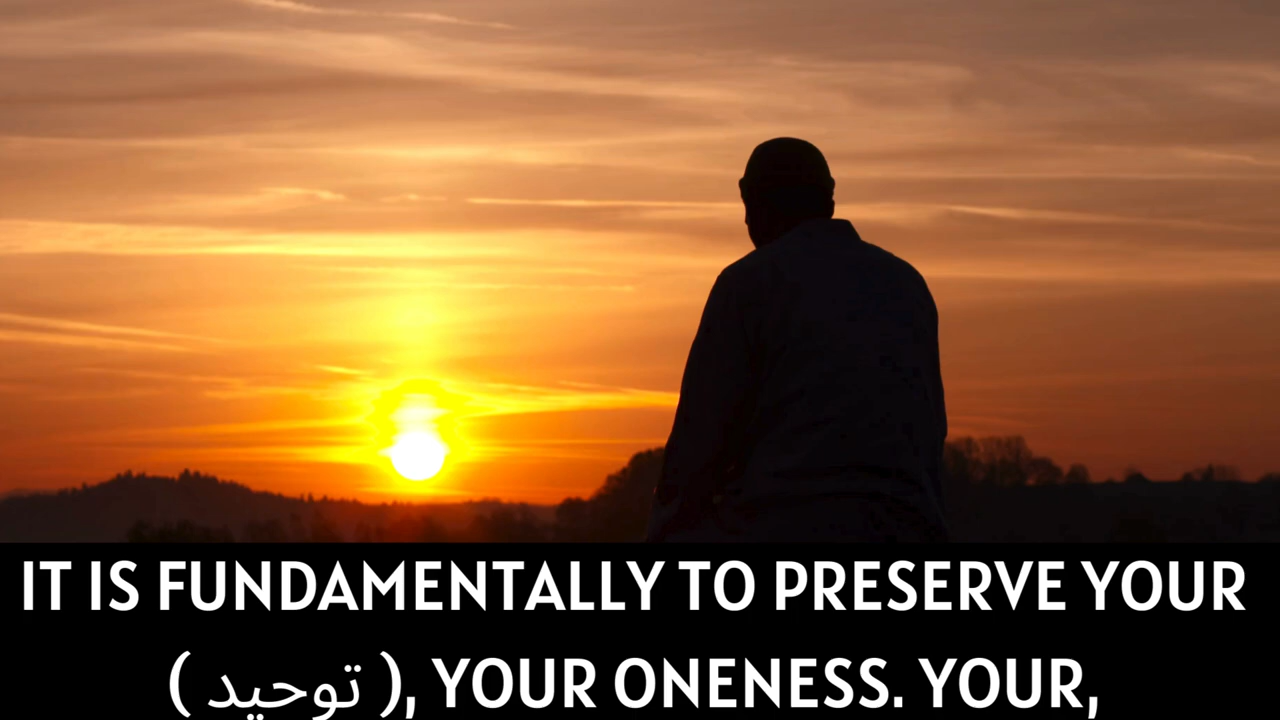 IT IS FUNDAMENTALLY TO PRESERVE YOUR
( توحيد ), YOUR ONENESS. YOUR,